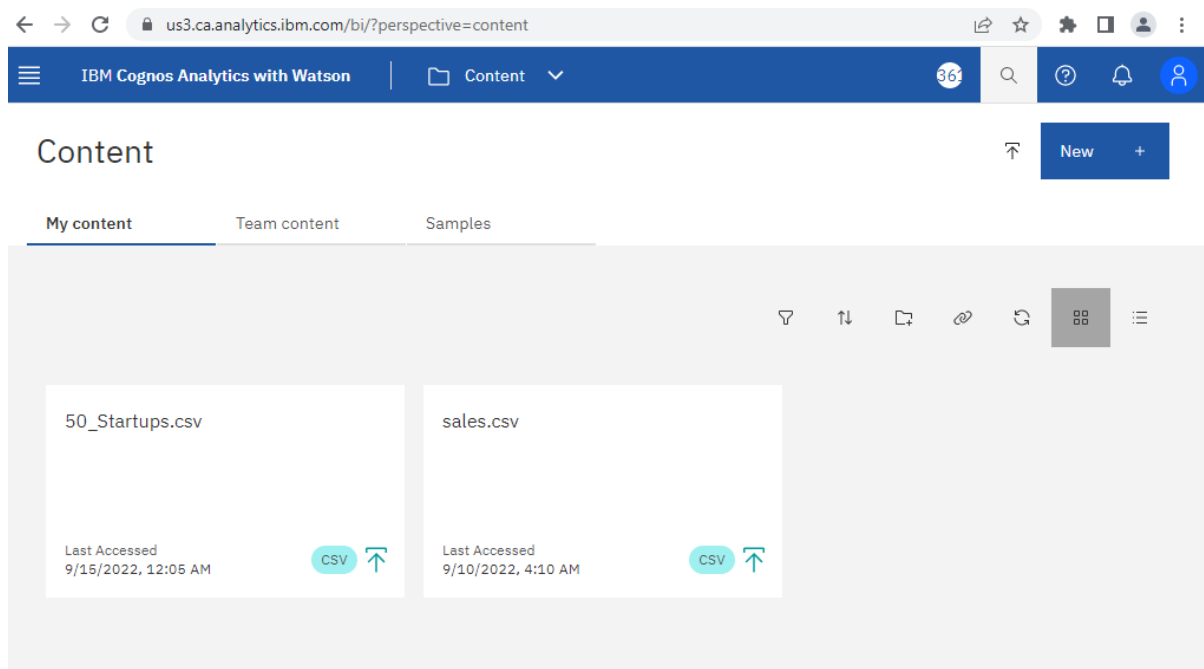 us3.ca.analytics.ibm.com/bi/?perspective=content
IBM Cognos Analytics with Watson Content 361
Content New +
My content Team content Samples
50_Startups.csv sales.csv
Last Accessed Last Accessed
9/15/2022, 12:05 AM CSV 9/10/2022, 4:10 AM CSV